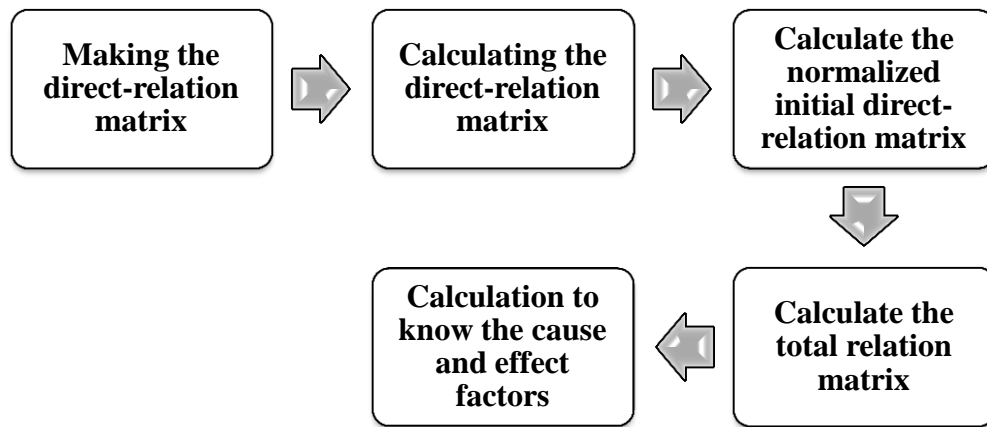 Making the
direct-relation
matrix
Calculating the
direct-relation
matrix
Calculate the
normalized
initial direct-
relation matrix
Calculate the
total relation
matrix
Calculation to
know the cause
and effect
factors